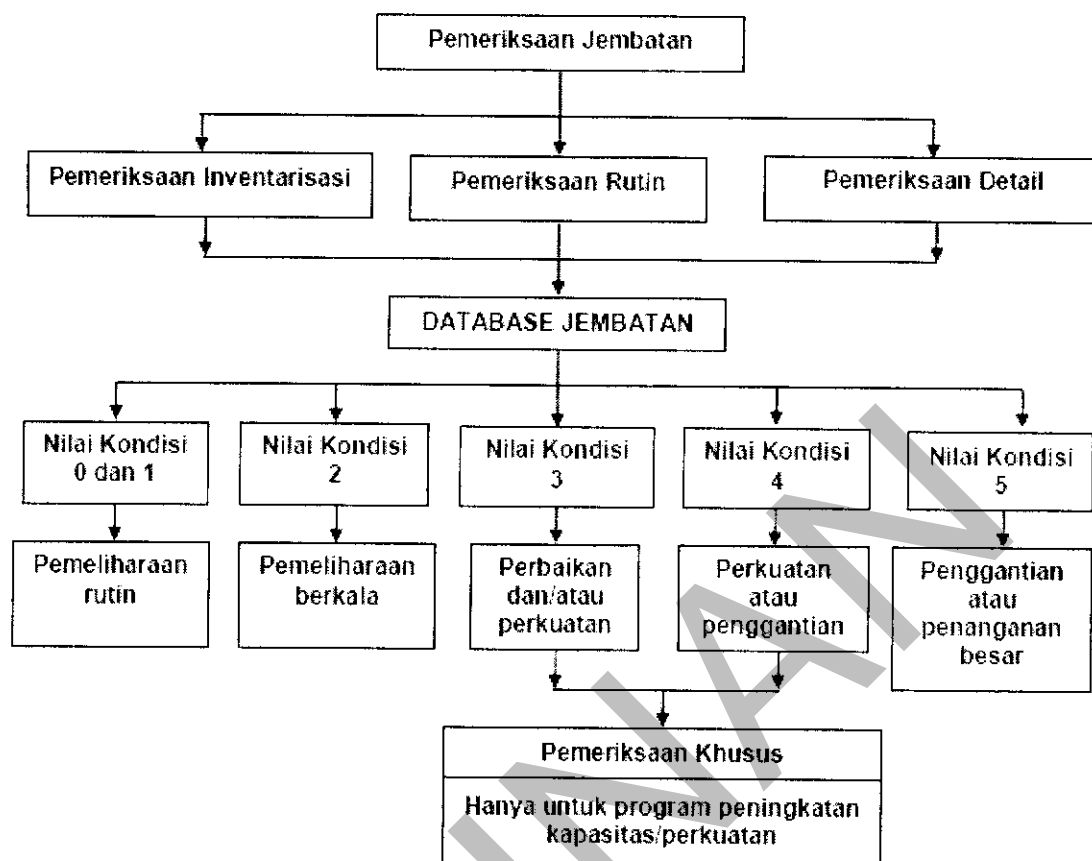 Pemeriksaan Jembatan
Pemeriksaan Inventarisasi
Pemeriksaan Rutin
Pemeriksaan Detail
DATABASE JEMBATAN
Nilai Kondisi
0 dan 1
Nilai Kondisi
2
Nilai Kondisi
3
Nilai Kondisi
4
Nilai Kondisi
5
Pemeliharaan
rutin
Pemeliharaan
berkala
Perbaikan
dan/atau
perkuatan
Perkuatan
atau
penggantian
Penggantian
atau
penanganan
besar
Pemeriksaan Khusus
Hanya untuk program peningkatan
kapasitas/perkuatan